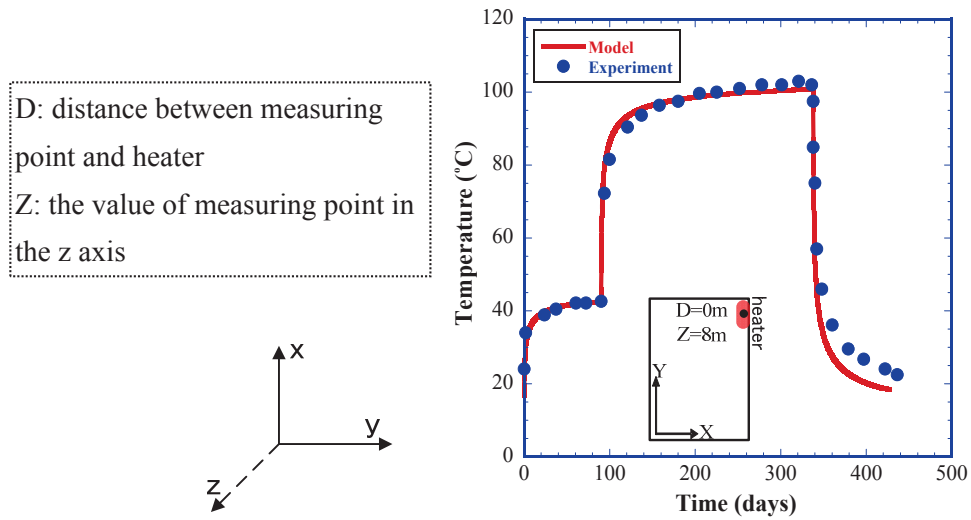 D: distance between measuring
point and heater
Z: the value of measuring point in
the z axis
x
y
z
120
100
80
60
40
20
0
Temperature (°C)
Model
Experiment
D=0m
Z=8m
heater
Y
X
0
100
200
300
400
500
Time (days)